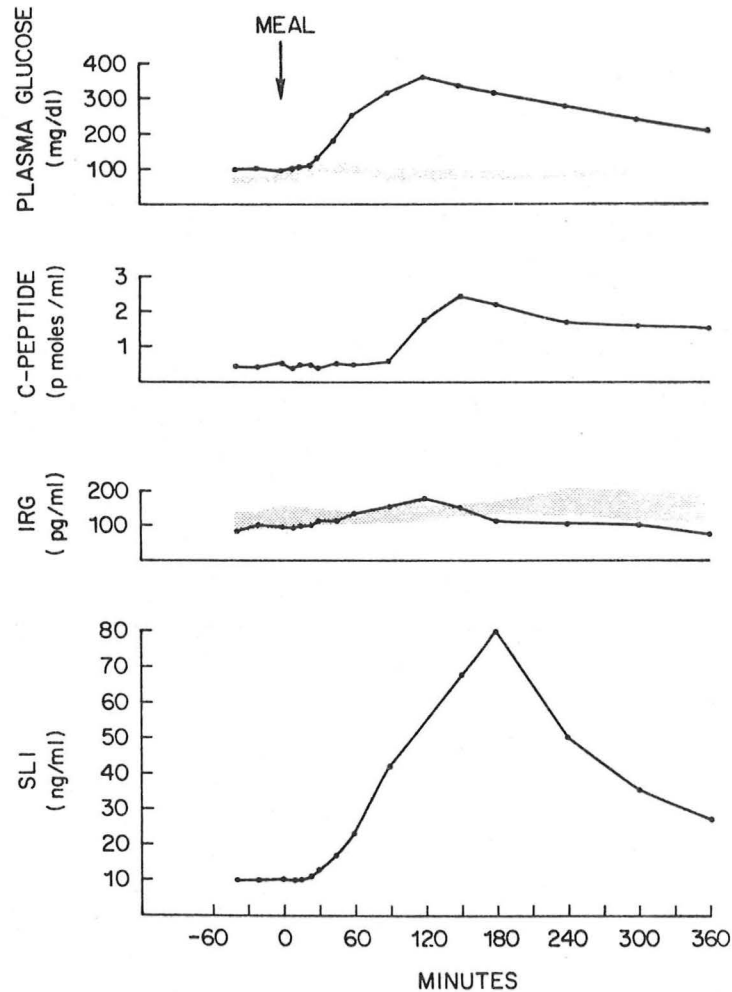 MEAL
PLASMA GLUCOSE
(mg/dl)
400
300
200
100
C-PEPTIDE
(p moles/ml)
3
2
1
IRG
(pg/ml)
200
100
SLI
(ng/ml)
80
70
60
50
40
30
20
10
-60 0 60 120 180 240 300 360
MINUTES